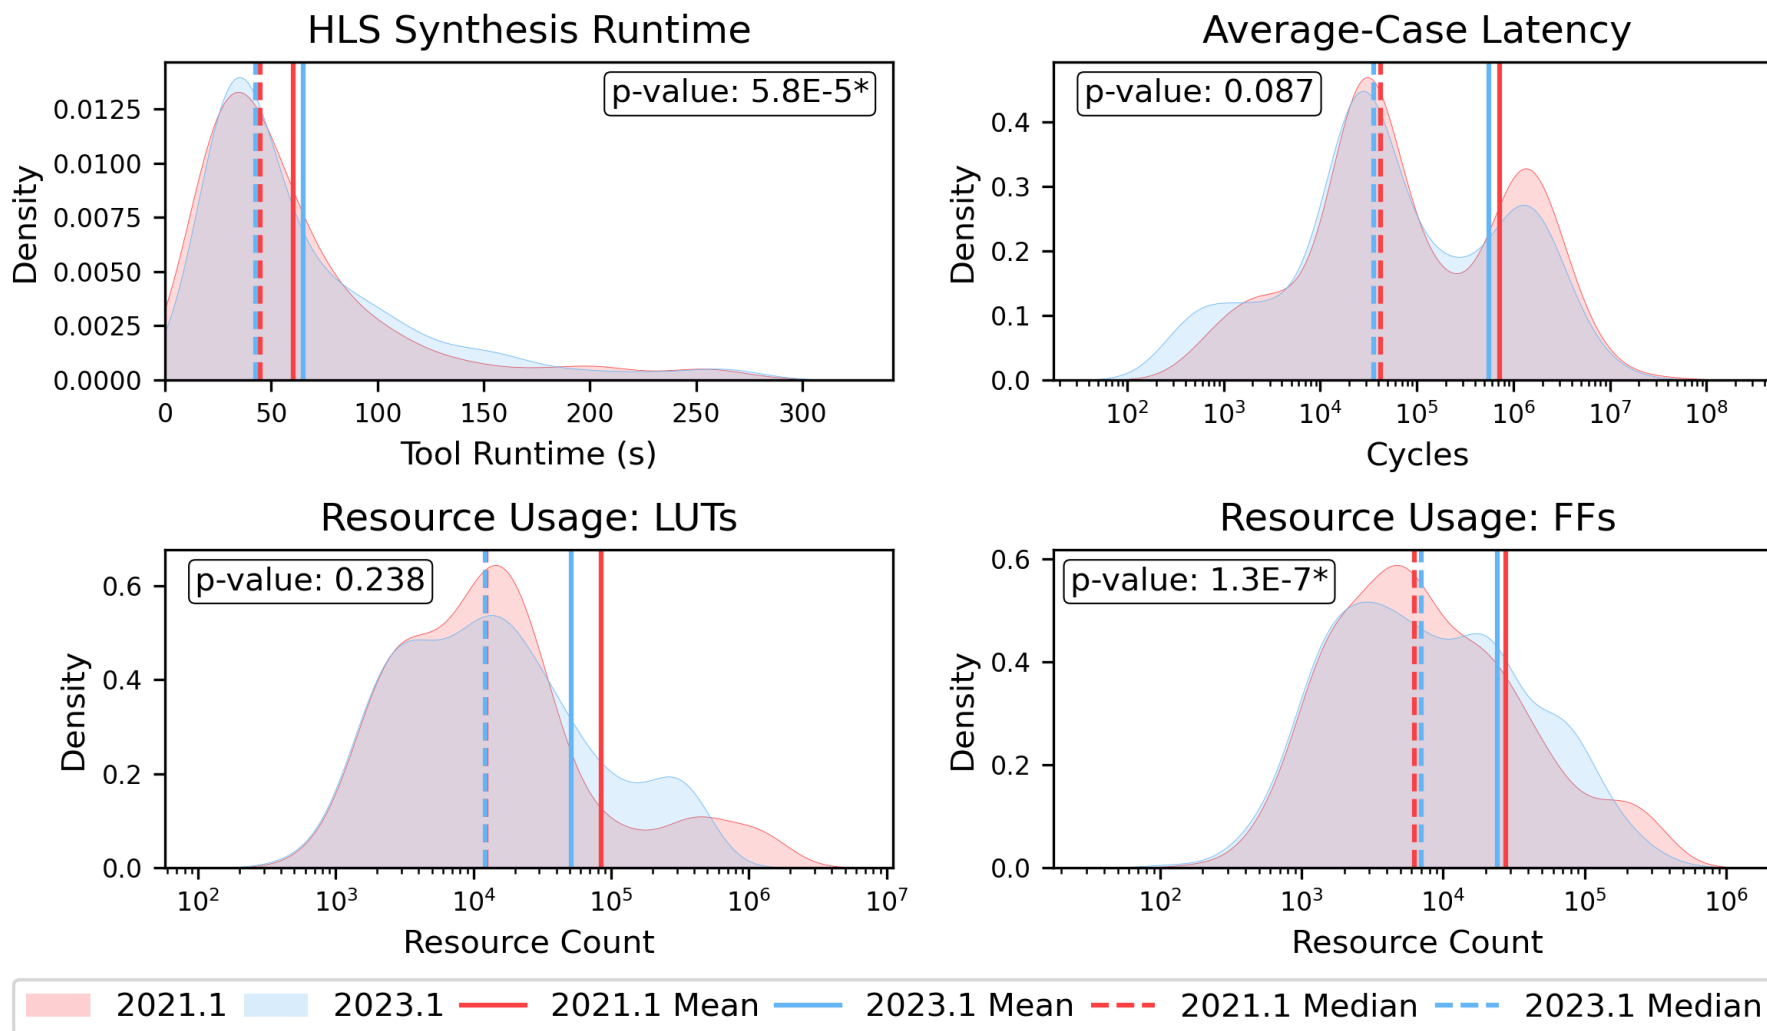 HLS Synthesis Runtime
p-value: 5.8E-5*
Density
0.0125
0.0100
0.0075
0.0050
0.0025
0.0000
0 50 100 150 200 250 300
Tool Runtime (s)
Average-Case Latency
p-value: 0.087
Density
0.4
0.3
0.2
0.1
0.0
10² 10³ 10⁴ 10⁵ 10⁶ 10⁷ 10⁸
Cycles
Resource Usage: LUTs
p-value: 0.238
Density
0.6
0.4
0.2
0.0
10² 10³ 10⁴ 10⁵ 10⁶ 10⁷
Resource Count
Resource Usage: FFs
p-value: 1.3E-7*
Density
0.6
0.4
0.2
0.0
10² 10³ 10⁴ 10⁵ 10⁶
Resource Count
2021.1 2023.1 2021.1 Mean 2023.1 Mean 2021.1 Median 2023.1 Median